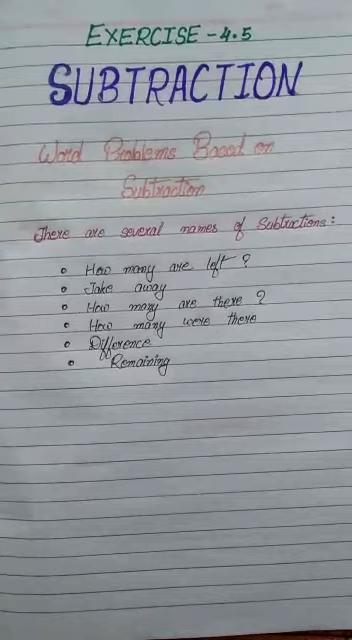 EXERCISE - 4.5
SUBTRACTION
Word Problems Based on
Subtraction
There are several names of Subtractions:
• How many are left ?
• Take away
• How many are there ?
• How many were there
• Difference
• Remaining